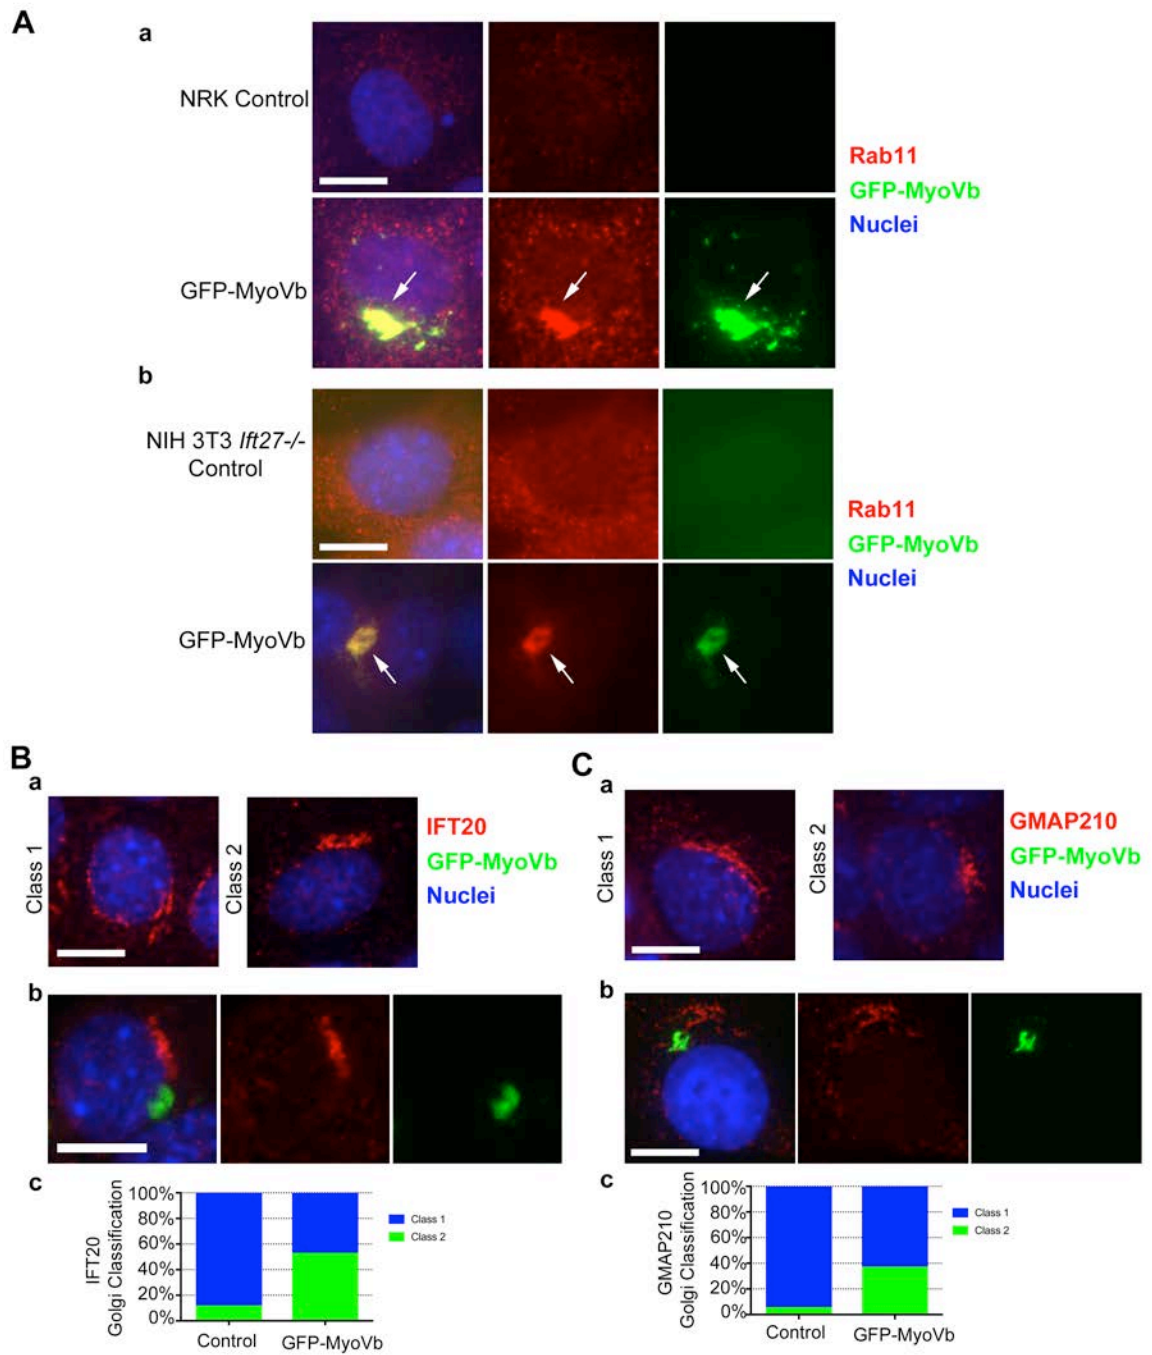 A
a
NRK Control
GFP-MyoVb
Rab11
GFP-MyoVb
Nuclei
b
NIH 3T3 Ift27-/-
Control
GFP-MyoVb
Rab11
GFP-MyoVb
Nuclei
B
a
Class 1
Class 2
IFT20
GFP-MyoVb
Nuclei
b
c
IFT20
Golgi Classification
100%
80%
60%
40%
20%
0%
Control
GFP-MyoVb
Class 1
Class 2
C
a
Class 1
Class 2
GMAP210
GFP-MyoVb
Nuclei
b
c
GMAP210
Golgi Classification
100%
80%
60%
40%
20%
0%
Control
GFP-MyoVb
Class 1
Class 2